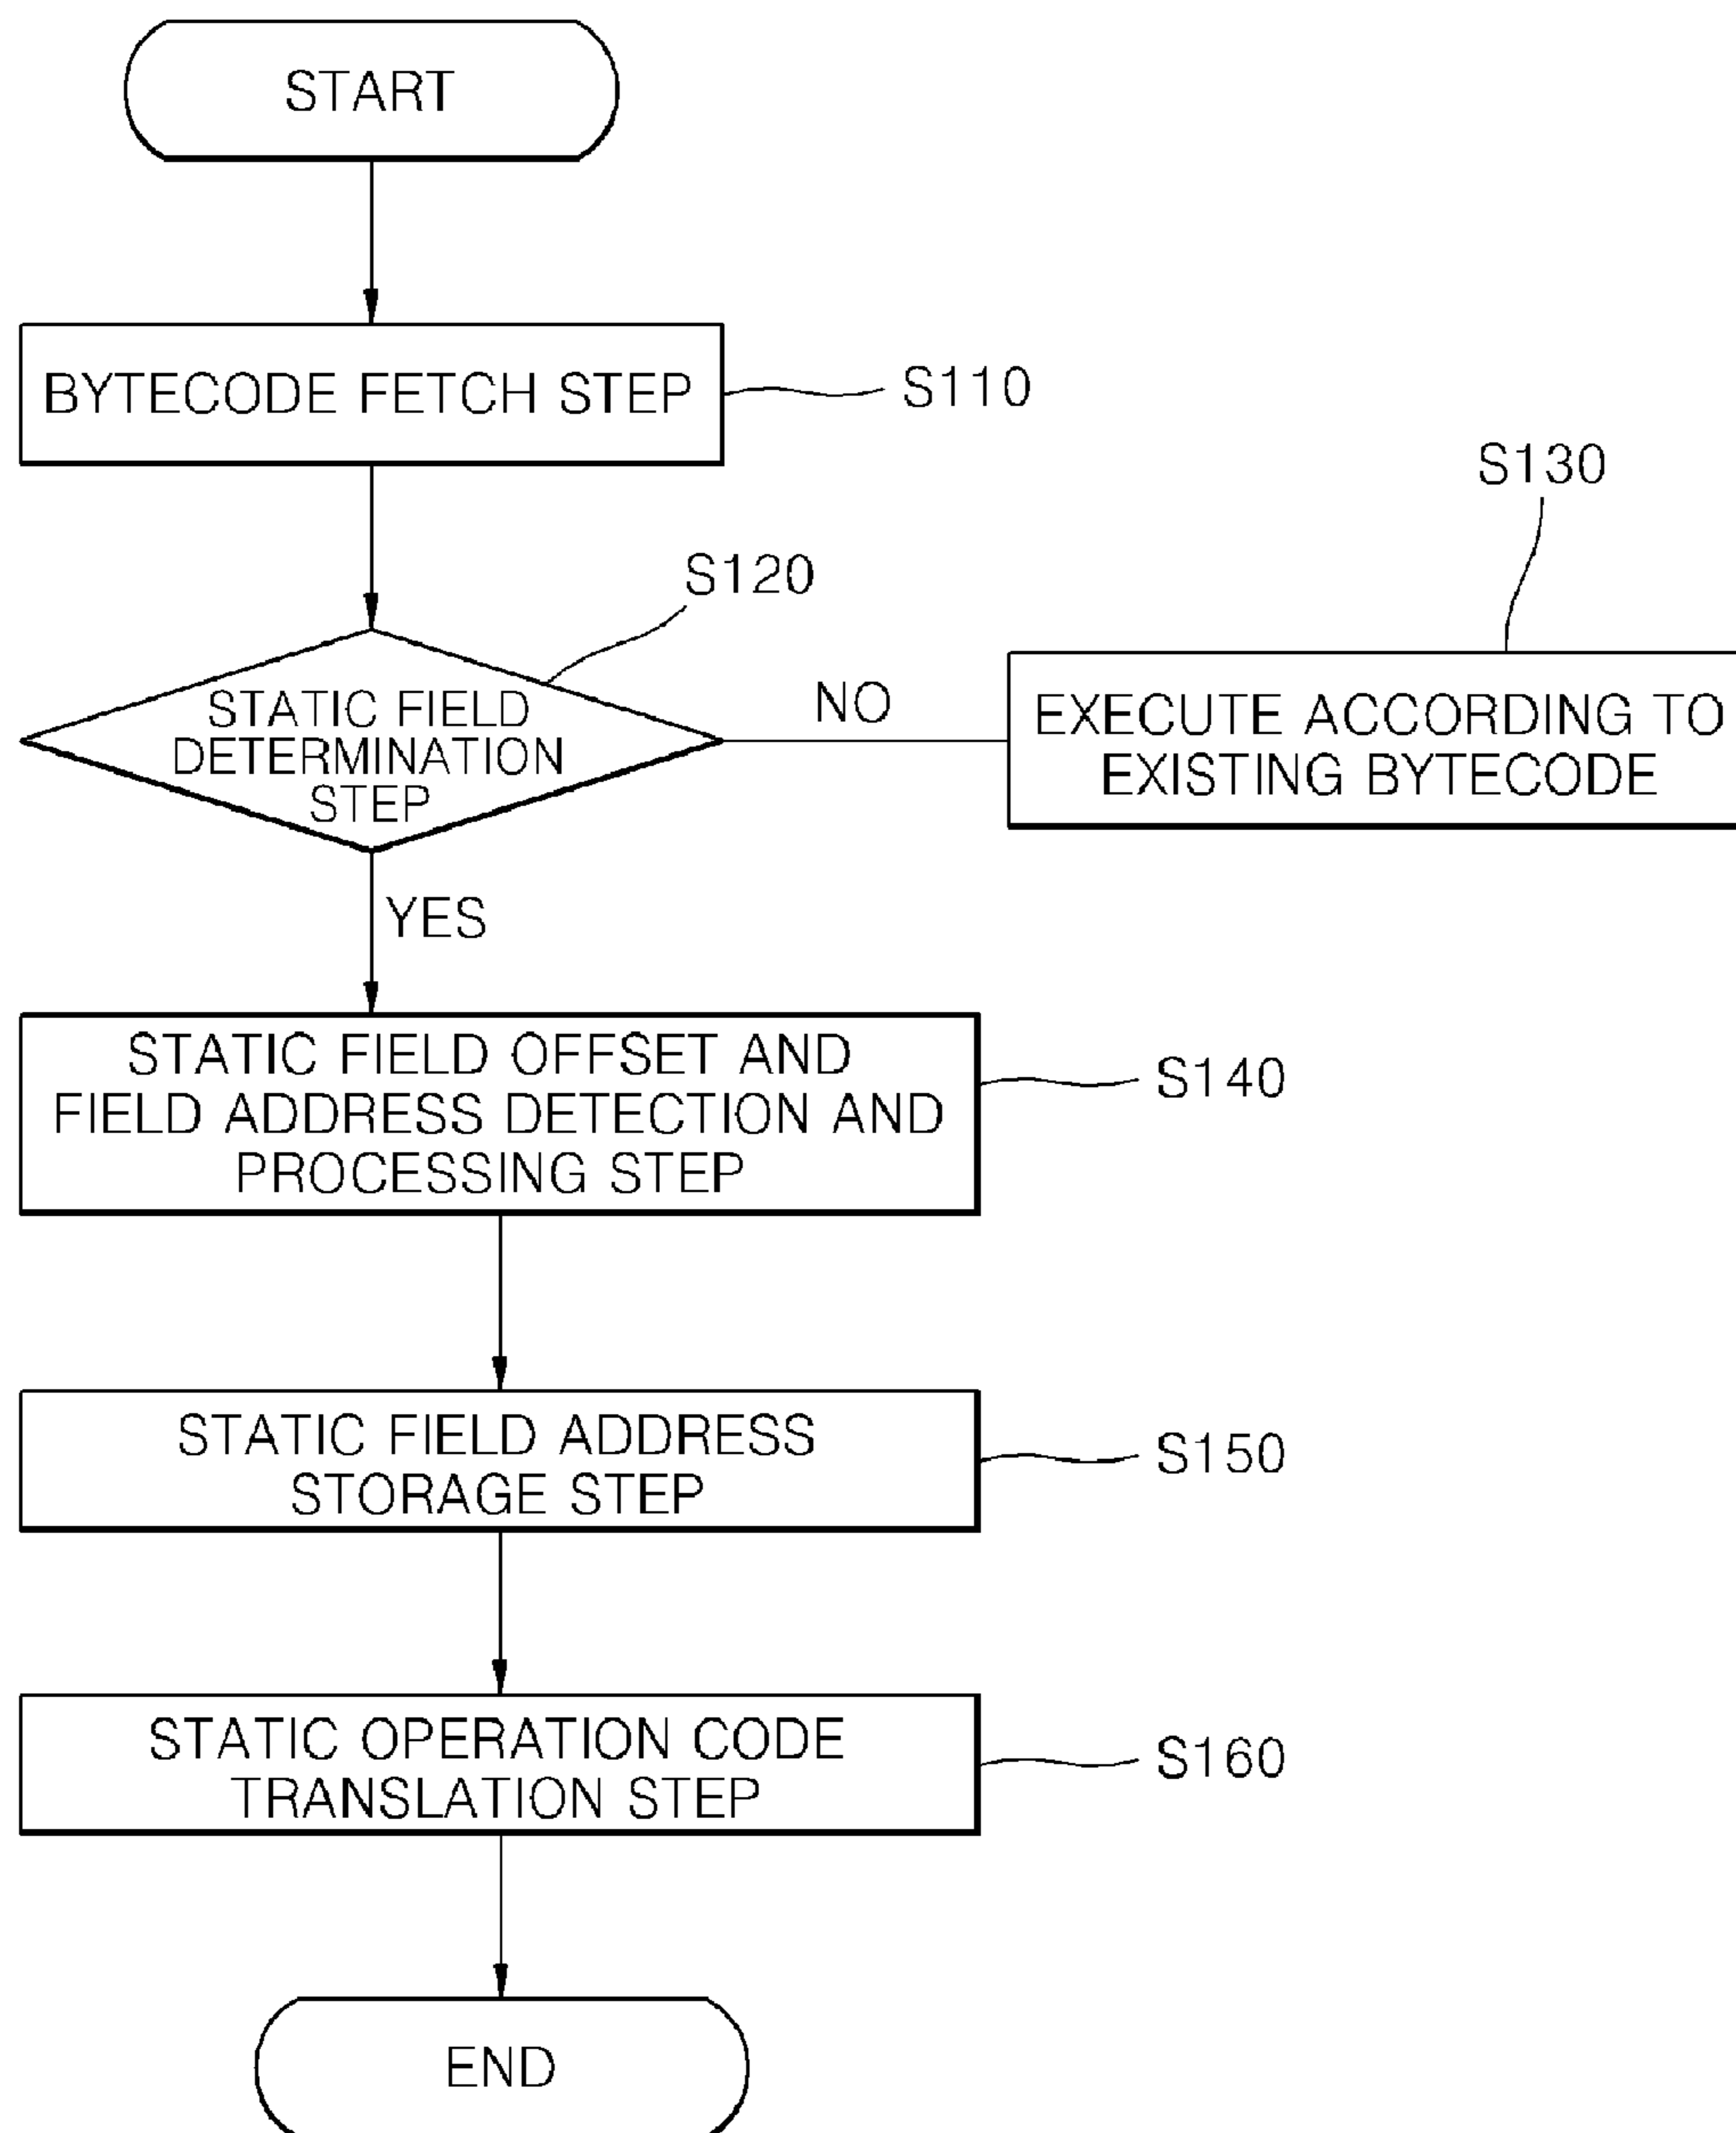 START
BYTECODE FETCH STEP
S110
S130
S120
STATIC FIELD
DETERMINATION
STEP
NO
EXECUTE ACCORDING TO
EXISTING BYTECODE
YES
STATIC FIELD OFFSET AND
FIELD ADDRESS DETECTION AND
PROCESSING STEP
S140
STATIC FIELD ADDRESS
STORAGE STEP
S150
STATIC OPERATION CODE
TRANSLATION STEP
S160
END